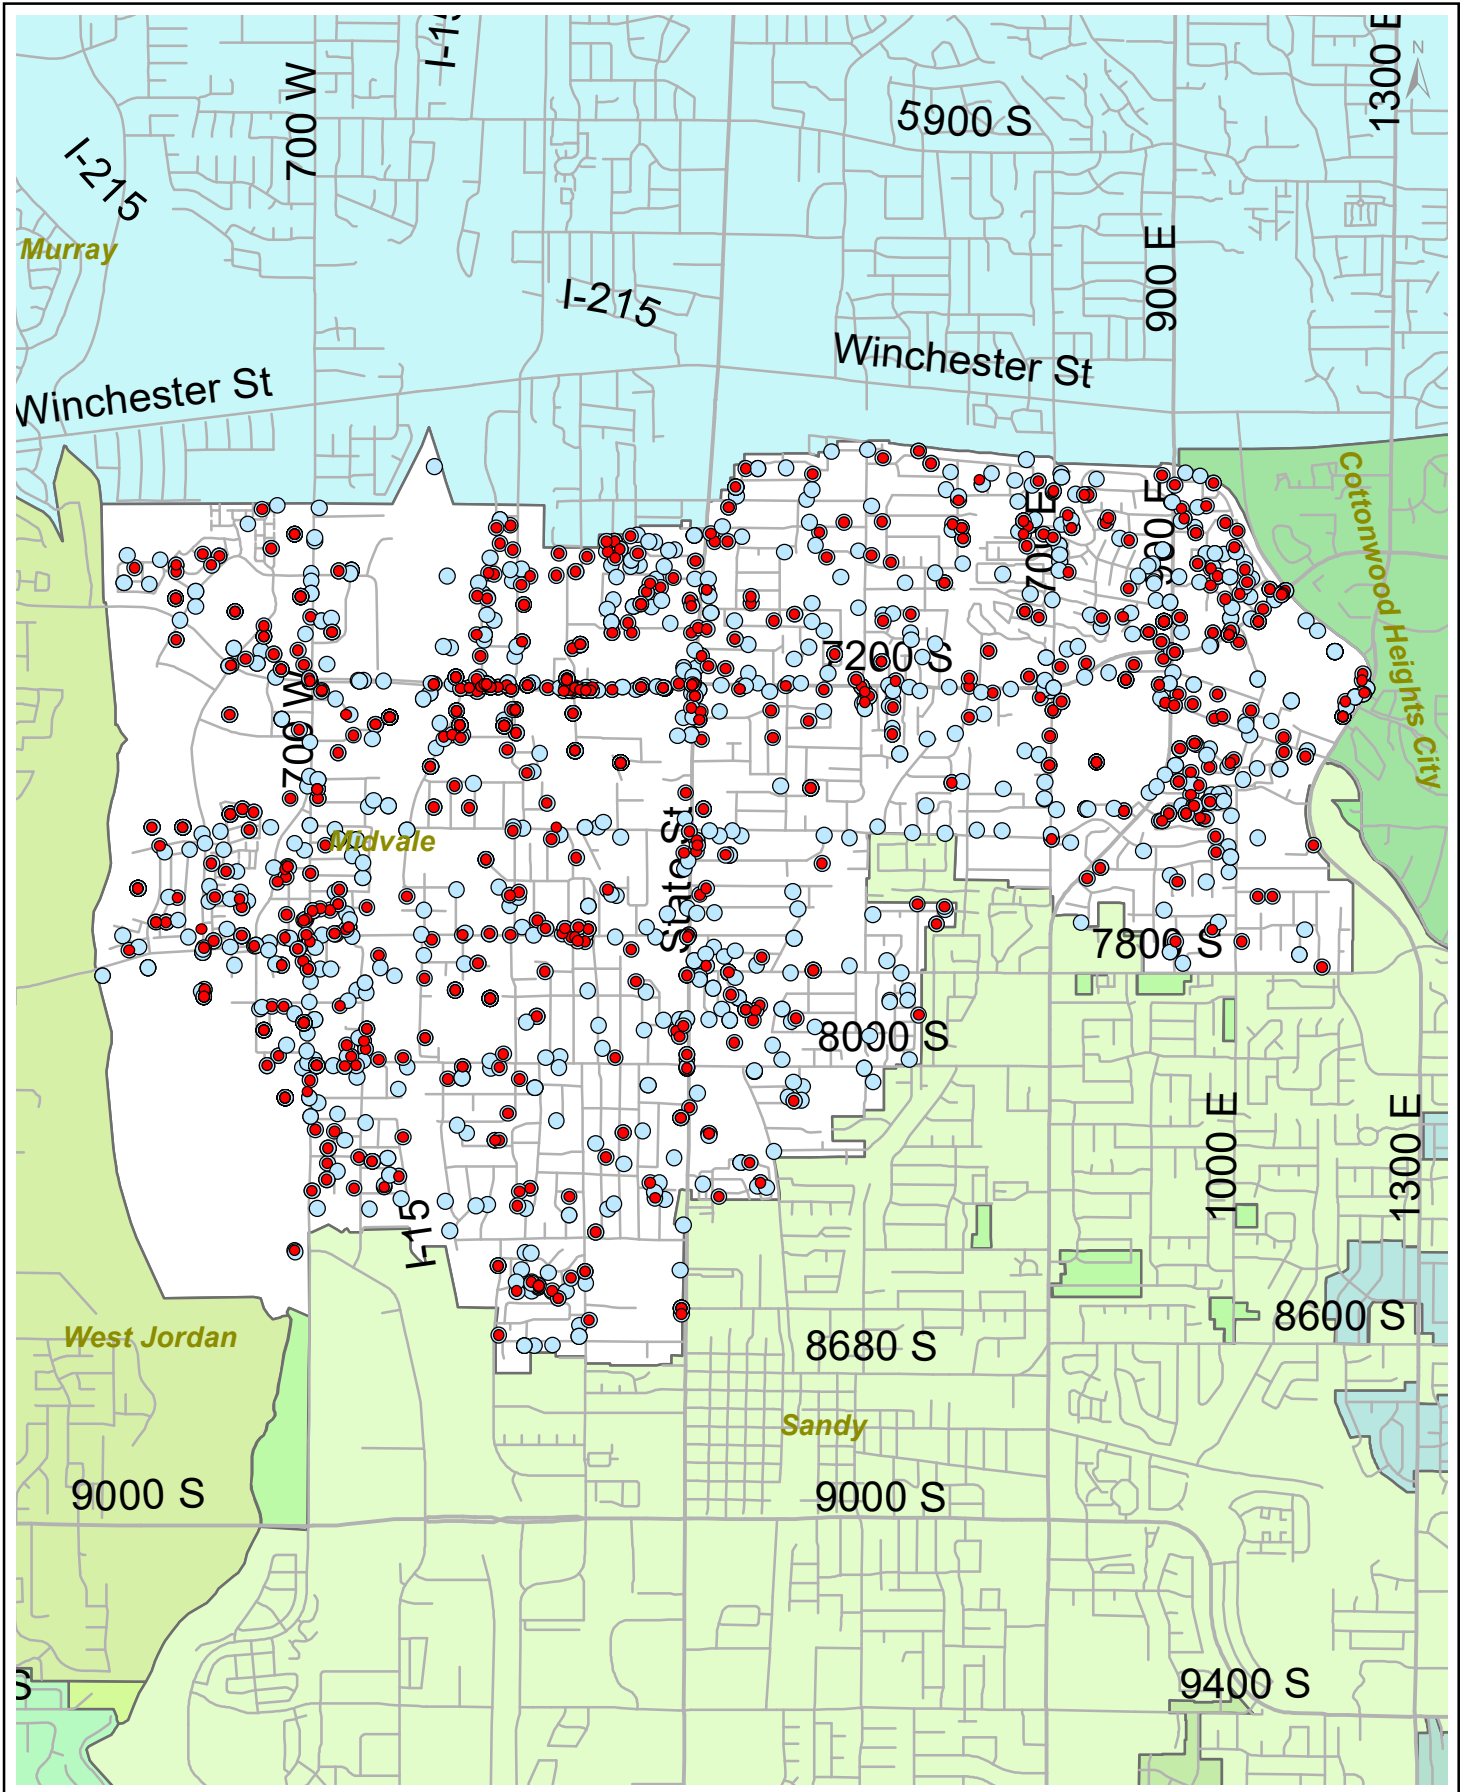 I-15
1300 E
N
700 W
5900 S
I-215
Murray
900 E
I-215
Winchester St
Winchester St
Cottonwood Heights City
700 E
900 E
7200 S
700 W
State St
Midvale
7800 S
8000 S
1000 E
1300 E
I-15
8600 S
West Jordan
8680 S
Sandy
9000 S
9000 S
S
9400 S